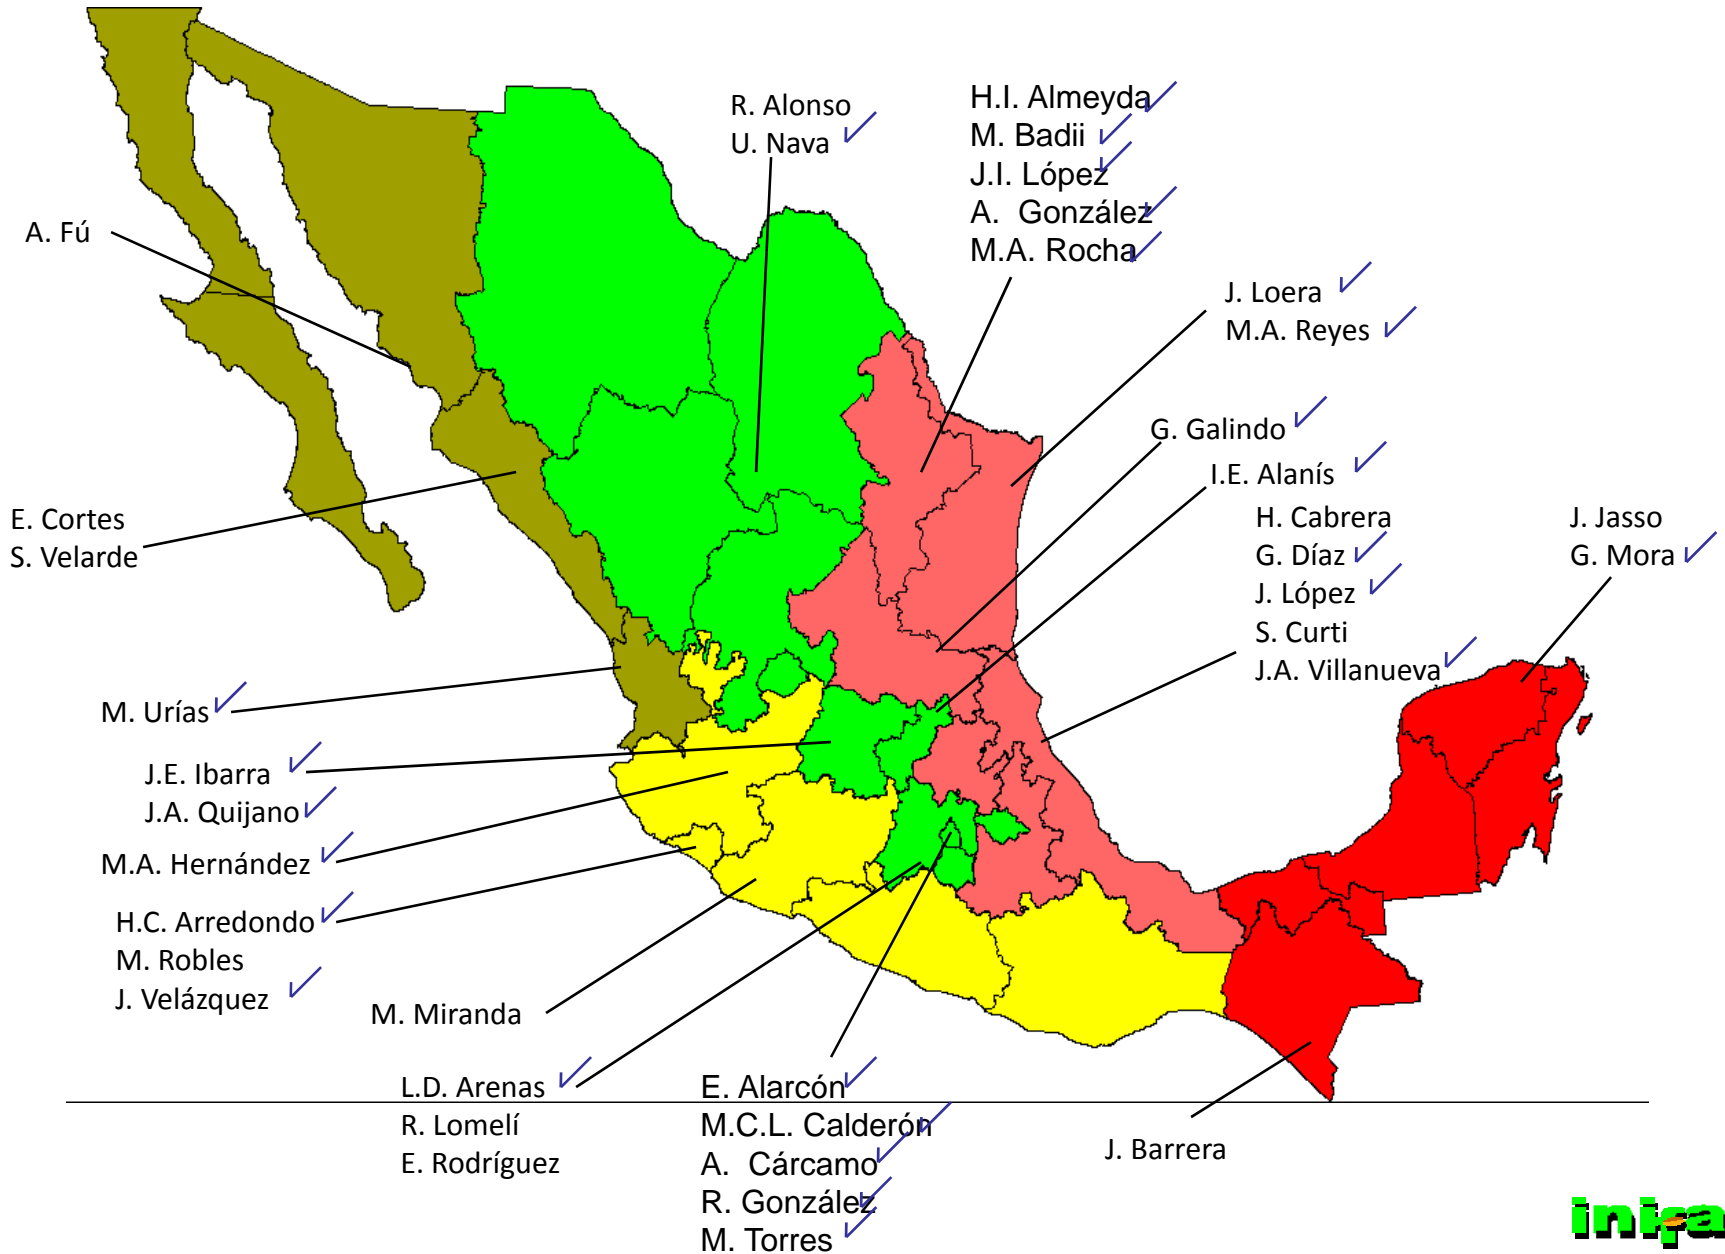 R. Alonso
U. Nava
H.I. Almeyda
M. Badii
J.I. López
A. González
M.A. Rocha
A. Fú
J. Loera
M.A. Reyes
G. Galindo
I.E. Alanís
E. Cortes
S. Velarde
H. Cabrera
G. Díaz
J. López
S. Curti
J.A. Villanueva
J. Jasso
G. Mora
M. Urías
J.E. Ibarra
J.A. Quijano
M.A. Hernández
H.C. Arredondo
M. Robles
J. Velázquez
M. Miranda
L.D. Arenas
R. Lomelí
E. Rodríguez
E. Alarcón
M.C.L. Calderón
A. Cárcamo
R. González
M. Torres
J. Barrera
inifa